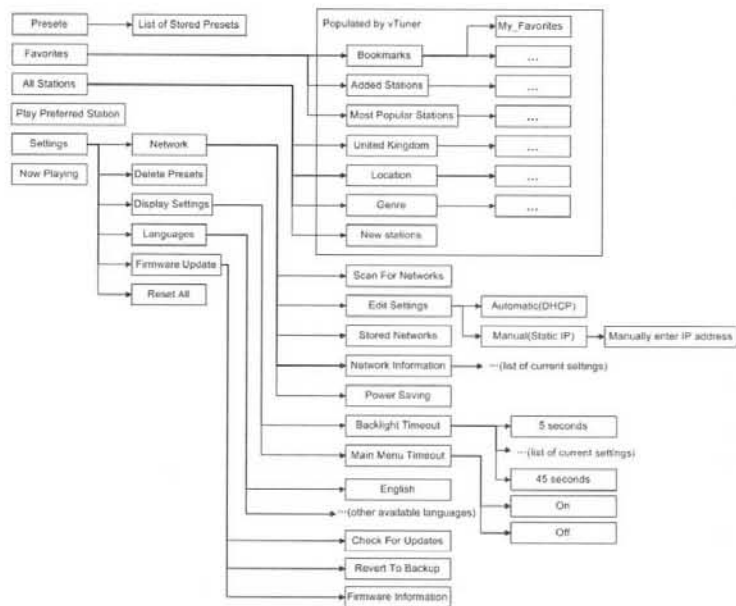 Presete
List of Stored Presets
Populated by vTuner
My_Favorites
Favorites
Bookmarks
...
All Stations
Added Stations
...
Play Preferred Station
Most Popular Stations
...
Settings
Network
United Kingdom
...
Now Playing
Delete Presets
Location
...
Display Settings
Genre
...
Languages
New stations
Firmware Update
Scan For Networks
Reset All
Edit Settings
Automatic(DHCP)
Stored Networks
Manual(Static IP)
Manually enter IP address
Network Information
...(list of current settings)
Power Saving
Backlight Timeout
5 seconds
...(list of current settings)
Main Menu Timeout
45 seconds
English
On
...(other available languages)
Off
Check For Updates
Revert To Backup
Firmware Information